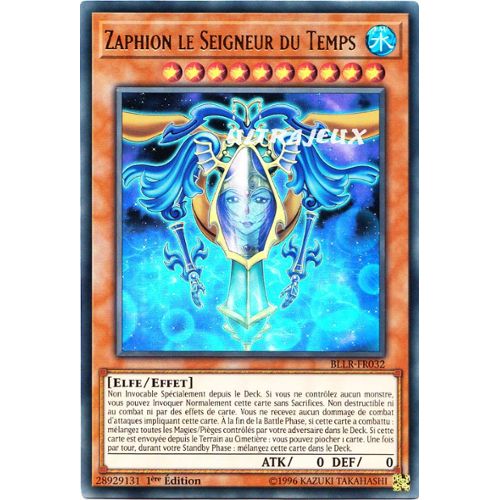 ZAPHION LE SEIGNEUR DU TEMPS
水
ULTRAJEUX
BLLR-FR032
[ELFE/EFFET]
Non Invocable Spécialement depuis le Deck. Si vous ne contrôlez aucun monstre,
vous pouvez Invoquer Normalement cette carte sans Sacrifices. Non destructible ni
au combat ni par des effets de carte. Vous ne recevez aucun dommage de combat
d'attaques impliquant cette carte. À la fin de la Battle Phase, si cette carte a combattu :
mélangez toutes les Magies/Pièges contrôlés par votre adversaire dans le Deck. Si
cette carte est envoyée depuis le Terrain au Cimetière : vous pouvez piocher 1 carte. Une
fois par tour, durant votre Standby Phase : mélangez cette carte dans le Deck.
ATK/ 0 DEF/ 0
28929131 1ère Édition ©1996 KAZUKI TAKAHASHI